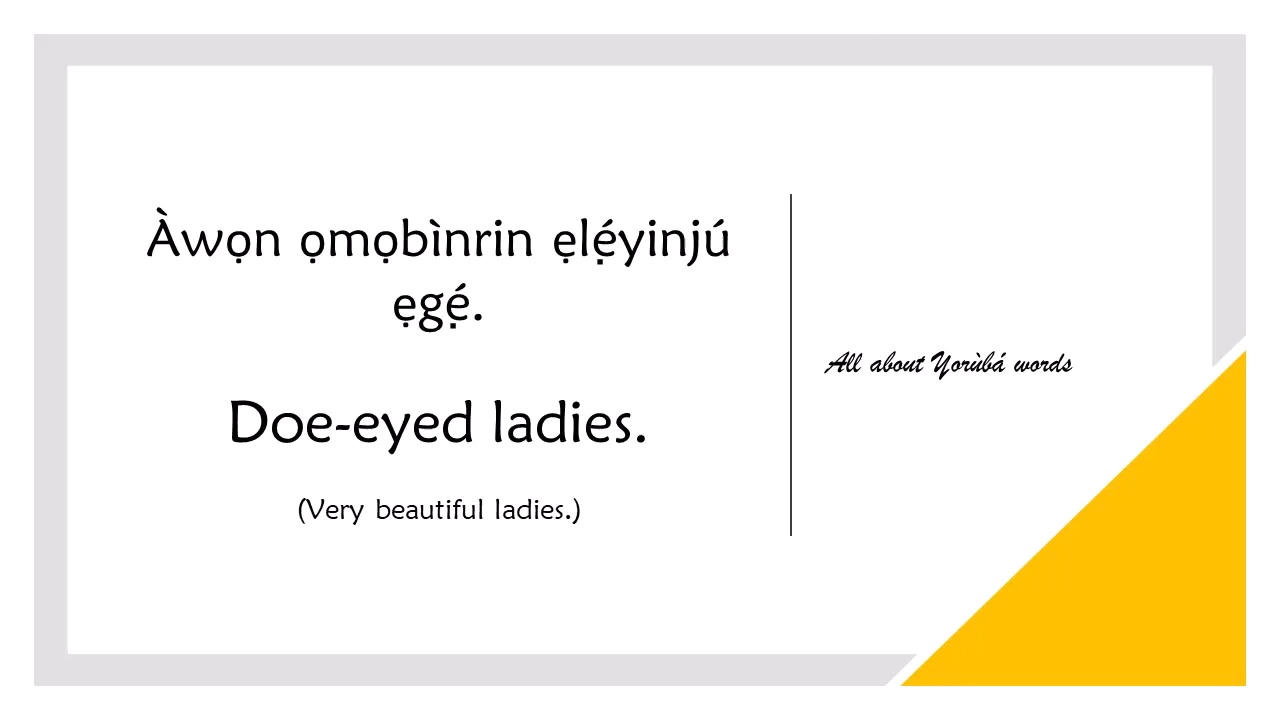 Àwọn ọmọbìnrin ẹlẹ́yinjú
ẹgẹ́.
Doe-eyed ladies.
(Very beautiful ladies.)
All about Yorùbá words